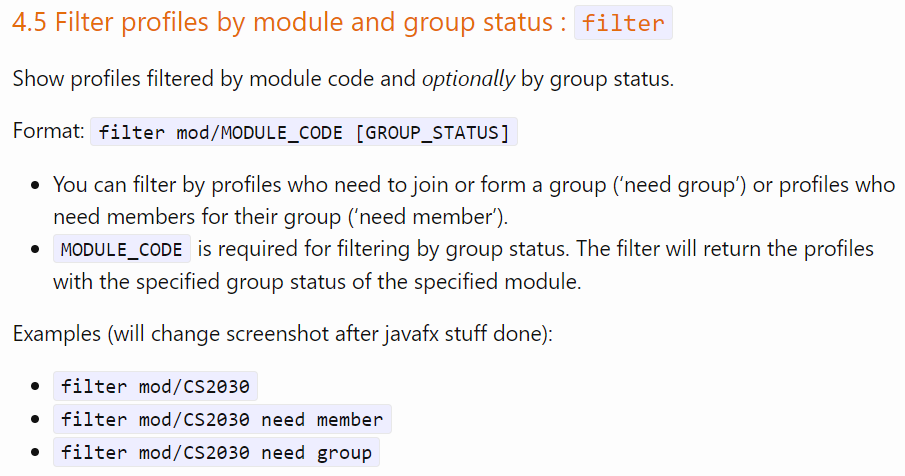 4.5 Filter profiles by module and group status : filter
Show profiles filtered by module code and optionally by group status.
Format: filter mod/MODULE_CODE [GROUP_STATUS]
You can filter by profiles who need to join or form a group (‘need group’) or profiles who
need members for their group (‘need member’).
MODULE_CODE is required for filtering by group status. The filter will return the profiles
with the specified group status of the specified module.
Examples (will change screenshot after javafx stuff done):
filter mod/CS2030
filter mod/CS2030 need member
filter mod/CS2030 need group